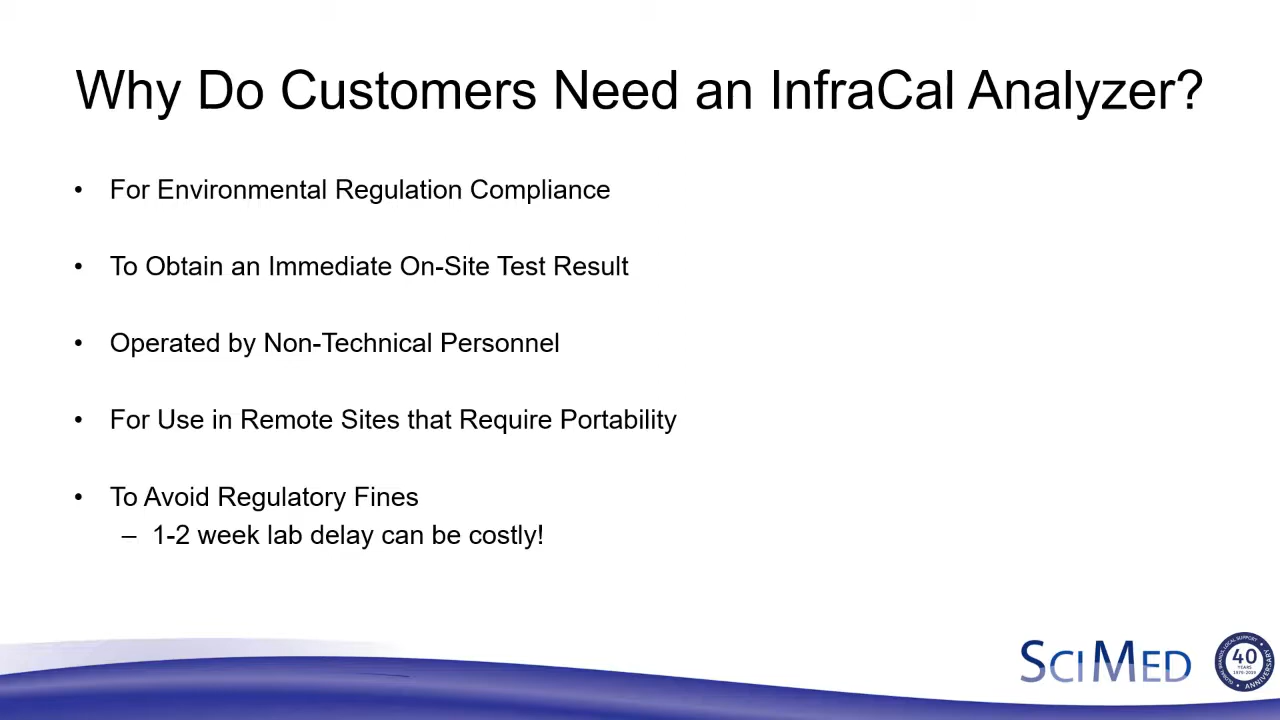 Why Do Customers Need an InfraCal Analyzer?
• For Environmental Regulation Compliance
• To Obtain an Immediate On-Site Test Result
• Operated by Non-Technical Personnel
• For Use in Remote Sites that Require Portability
• To Avoid Regulatory Fines
– 1-2 week lab delay can be costly!
SCIMED
40
YEARS
ANNIVERSARY